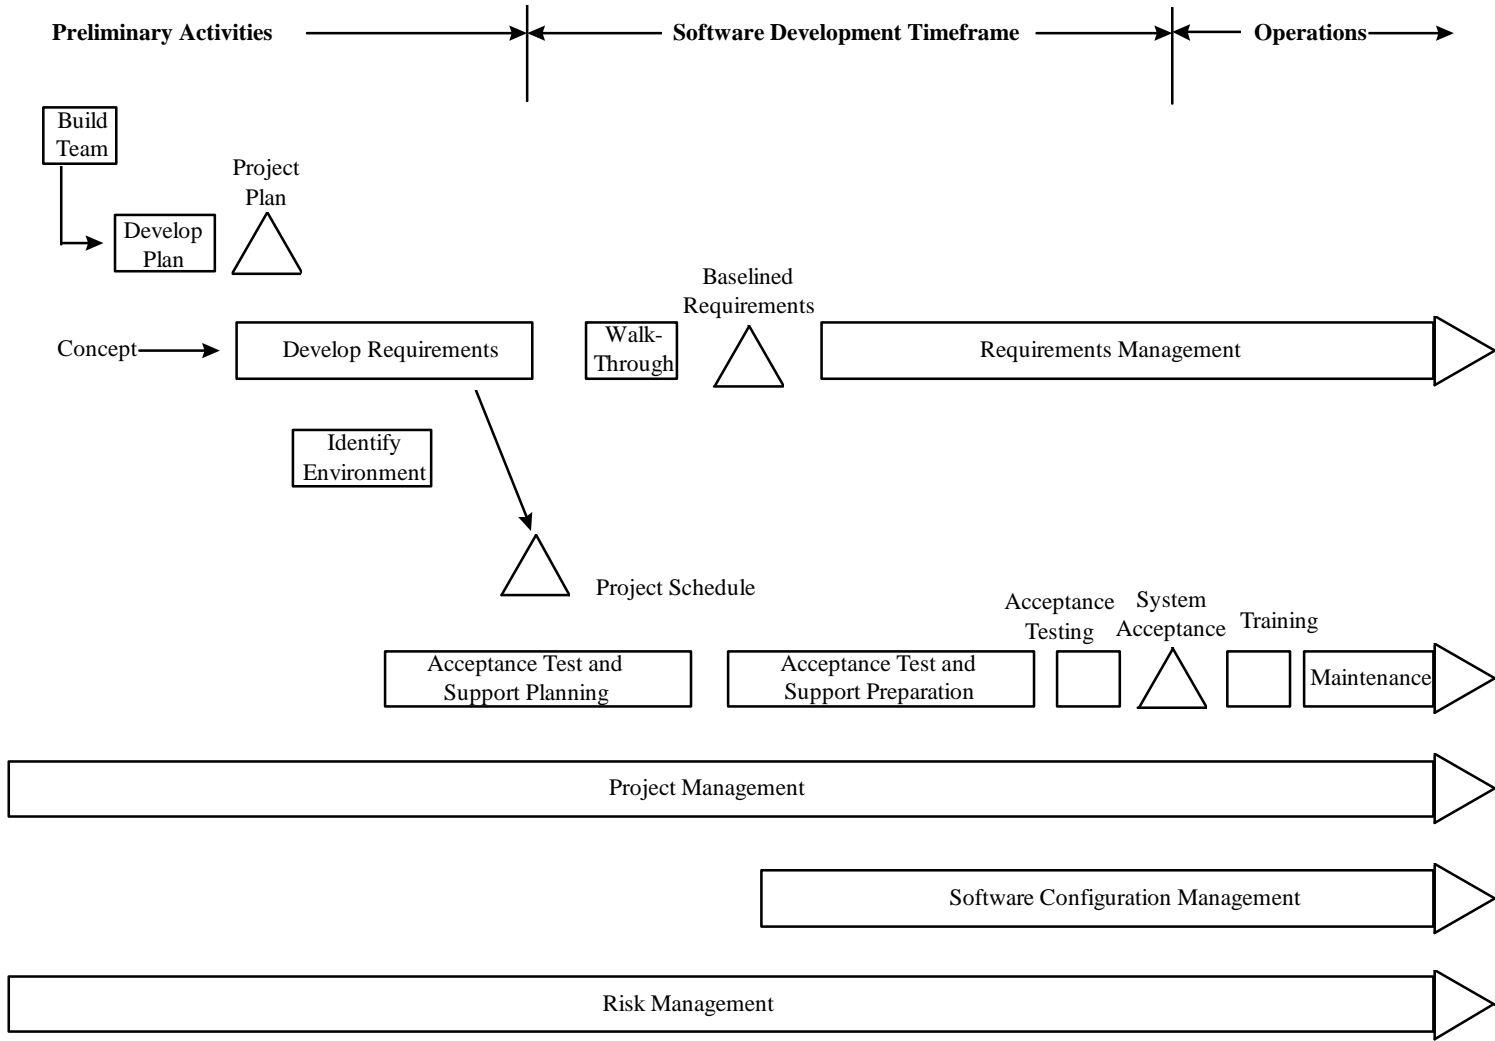 Preliminary Activities
Software Development Timeframe
Operations
Build
Team
Project
Plan
Develop
Plan
Baselined
Requirements
Concept
Develop Requirements
Walk-
Through
Requirements Management
Identify
Environment
Project Schedule
Acceptance
Testing
System
Acceptance
Training
Acceptance Test and
Support Planning
Acceptance Test and
Support Preparation
Maintenance
Project Management
Software Configuration Management
Risk Management